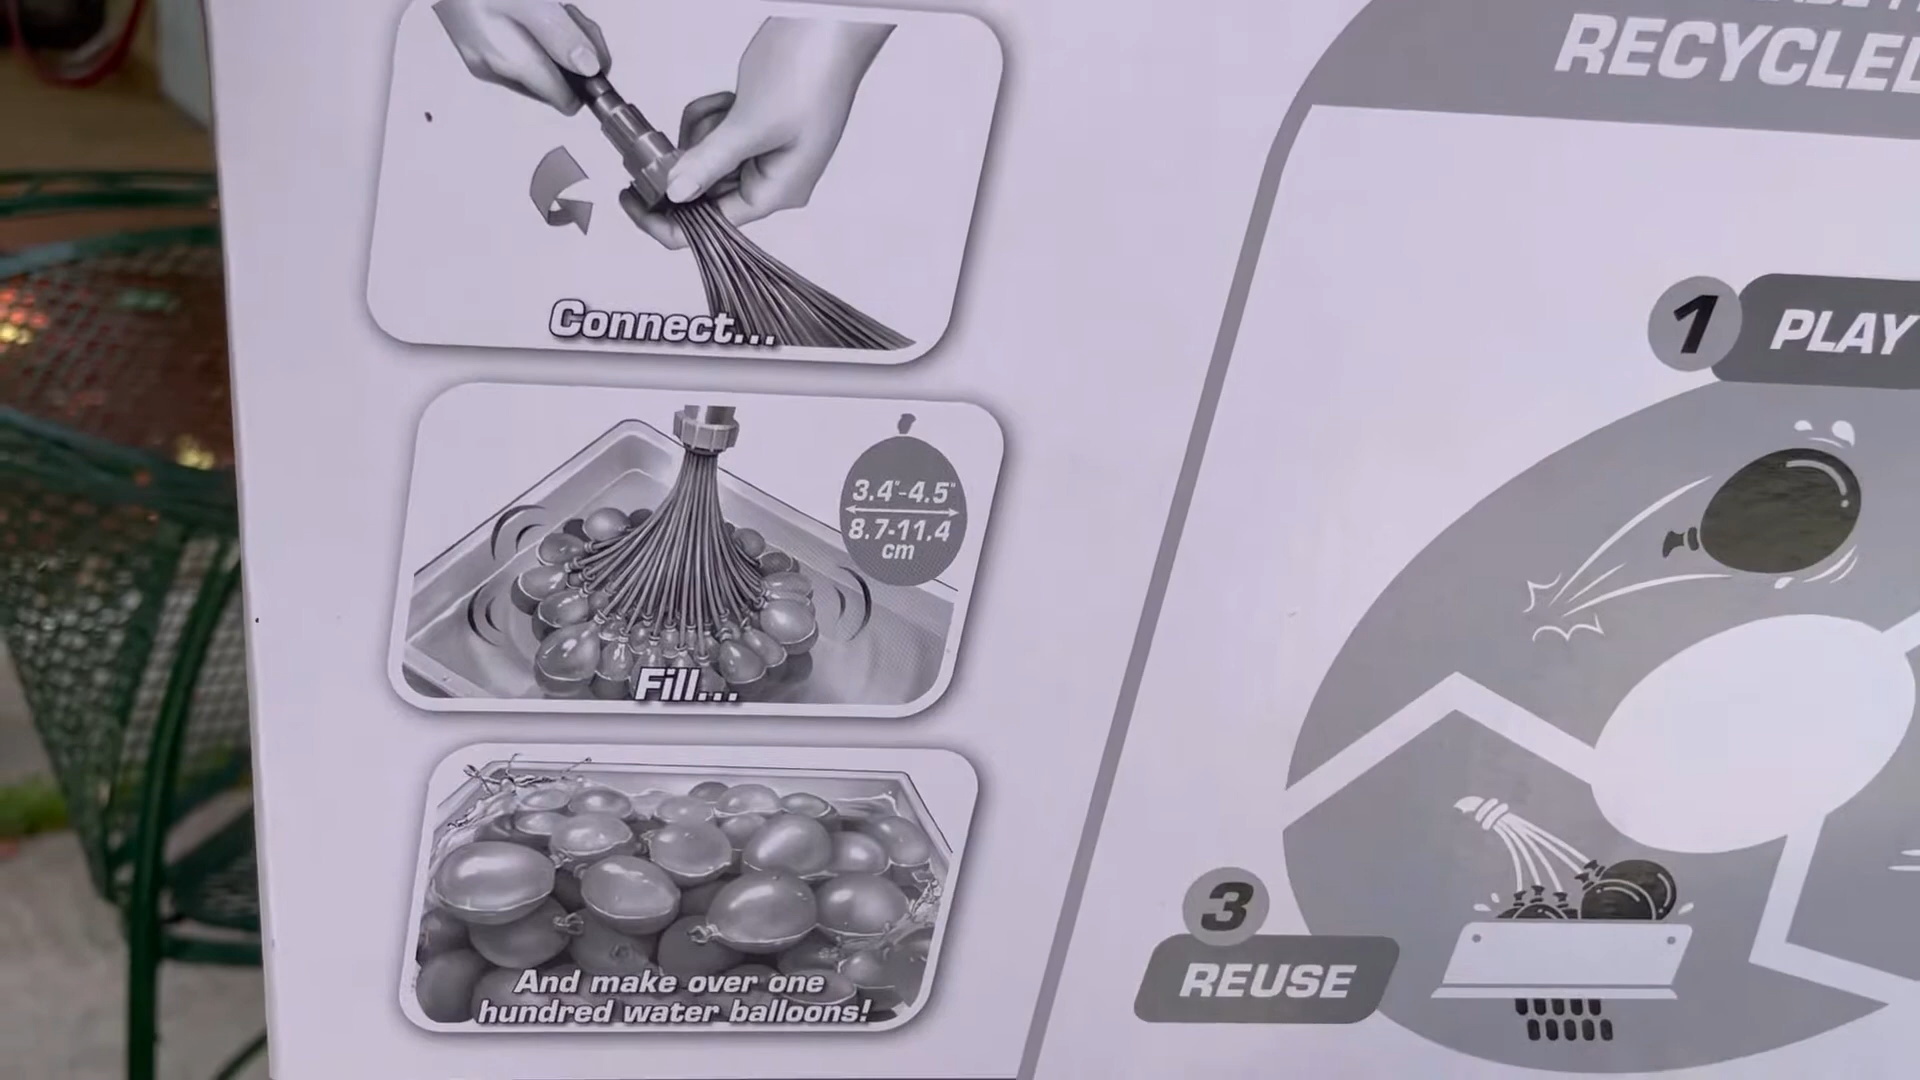 Connect...
3.4"-4.5"
8.7-11.4
cm
Fill...
And make over one
hundred water balloons!
RECYCLED
1
PLAY
3
REUSE